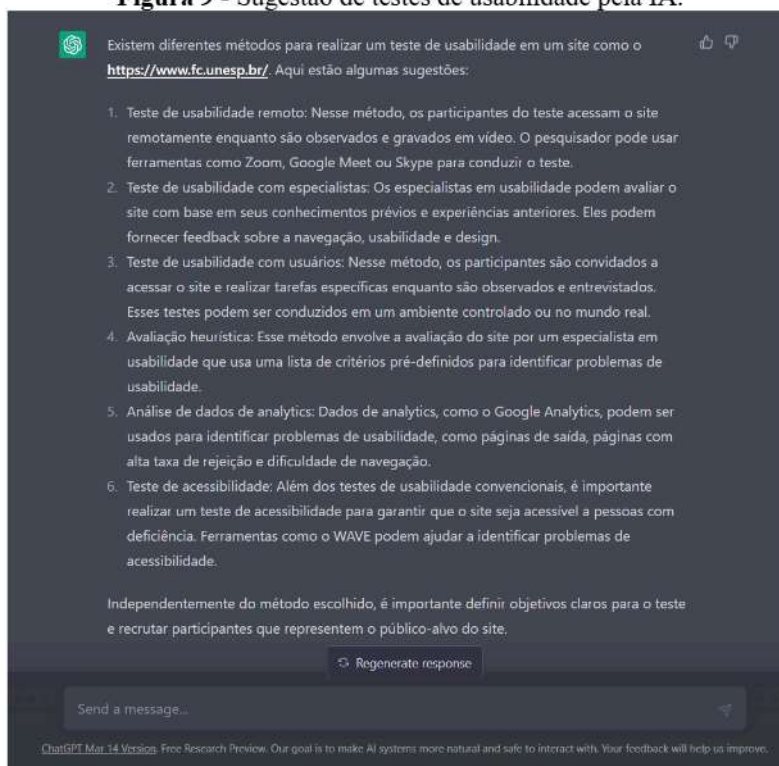 Figura 9 - Sugestão de testes de usabilidade pela IA.
Existem diferentes métodos para realizar um teste de usabilidade em um site como o
https://www.fc.unesp.br/. Aqui estão algumas sugestões:
1. Teste de usabilidade remoto: Nesse método, os participantes do teste acessam o site
remotamente enquanto são observados e gravados em vídeo. O pesquisador pode usar
ferramentas como Zoom, Google Meet ou Skype para conduzir o teste.
2. Teste de usabilidade com especialistas: Os especialistas em usabilidade podem avaliar o
site com base em seus conhecimentos prévios e experiências anteriores. Eles podem
fornecer feedback sobre a navegação, usabilidade e design.
3. Teste de usabilidade com usuários: Nesse método, os participantes são convidados a
acessar o site e realizar tarefas específicas enquanto são observados e entrevistados.
Esses testes podem ser conduzidos em um ambiente controlado ou no mundo real.
4. Avaliação heurística: Esse método envolve a avaliação do site por um especialista em
usabilidade que usa uma lista de critérios pré-definidos para identificar problemas de
usabilidade.
5. Análise de dados de analytics: Dados de analytics, como o Google Analytics, podem ser
usados para identificar problemas de usabilidade, como páginas de saída, páginas com
alta taxa de rejeição e dificuldade de navegação.
6. Teste de acessibilidade: Além dos testes de usabilidade convencionais, é importante
realizar um teste de acessibilidade para garantir que o site seja acessível a pessoas com
deficiência. Ferramentas como o WAVE podem ajudar a identificar problemas de
acessibilidade.
Independentemente do método escolhido, é importante definir objetivos claros para o teste
e recrutar participantes que representem o público-alvo do site.
Regenerate response
Send a message...
ChatGPT Mar 14 Version. Free Research Preview. Our goal is to make AI systems more natural and safe to interact with. Your feedback will help us improve.